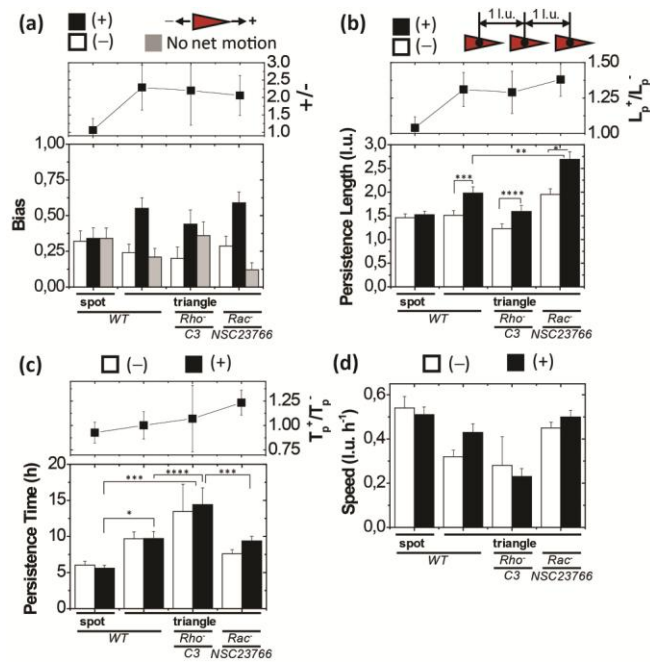 (a)
− +
(+)
(−) No net motion
3.0
2.5
2.0
1.5
1.0
+/-
1,00
0,75
0,50
0,25
0,00
Bias
spot triangle
WT Rho⁻ Rac⁻
C3 NSC23766
(b)
1 l.u. 1 l.u.
(+)
(−)
1.50
1.25
1.00
Lp⁺/Lp⁻
3,0
2,5
2,0
1,5
1,0
0,5
0,0
Persistence Length (l.u.)
*** **** ** *
spot triangle
WT Rho⁻ Rac⁻
C3 NSC23766
(c)
(−) (+)
1.25
1.00
0.75
Tp⁺/Tp⁻
20
15
10
5
0
Persistence Time (h)
*** **** ***
*
spot triangle
WT Rho⁻ Rac⁻
C3 NSC23766
(d)
(−) (+)
0,6
0,4
0,2
0,0
Speed (l.u. h⁻¹)
spot triangle
WT Rho⁻ Rac⁻
C3 NSC23766